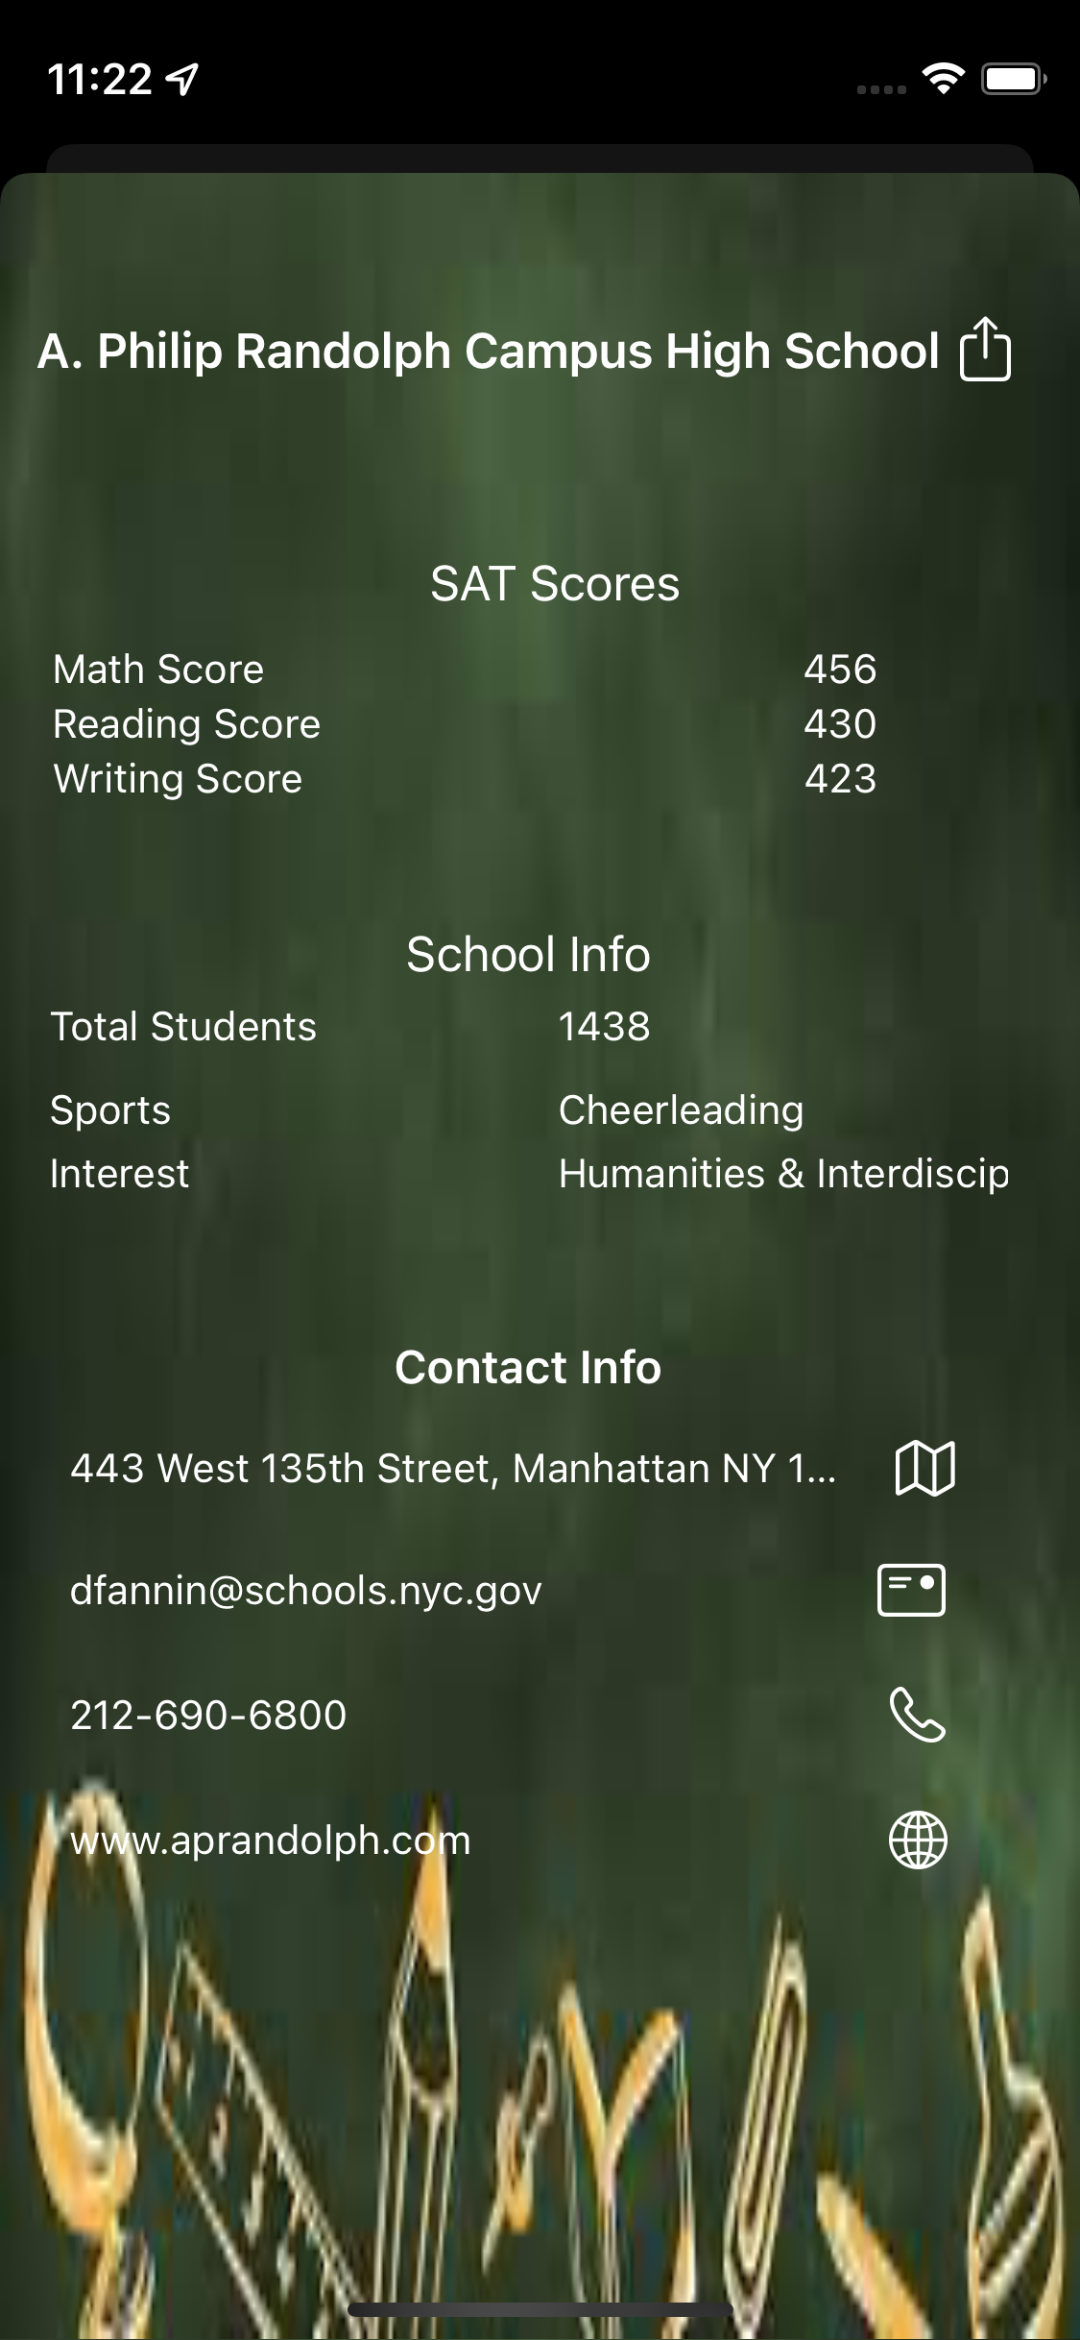 11:22
A. Philip Randolph Campus High School
SAT Scores
Math Score 456
Reading Score 430
Writing Score 423
School Info
Total Students 1438
Sports Cheerleading
Interest Humanities & Interdiscip
Contact Info
443 West 135th Street, Manhattan NY 1...
dfannin@schools.nyc.gov
212-690-6800
www.aprandolph.com